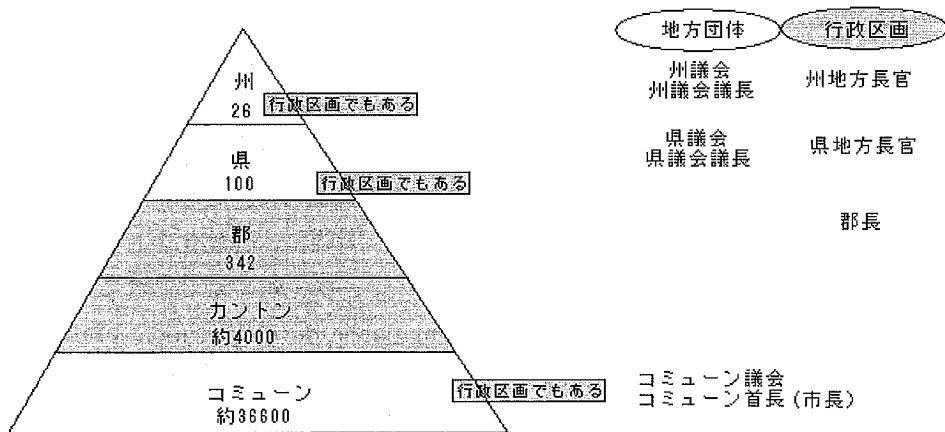 地方団体 行政区画
州
26 行政区画でもある
州議会
州議会議長
州地方長官
県
100 行政区画でもある
県議会
県議会議長
県地方長官
郡
342
郡長
カントン
約4000
コミューン
約36600
行政区画でもある
コミューン議会
コミューン首長(市長)